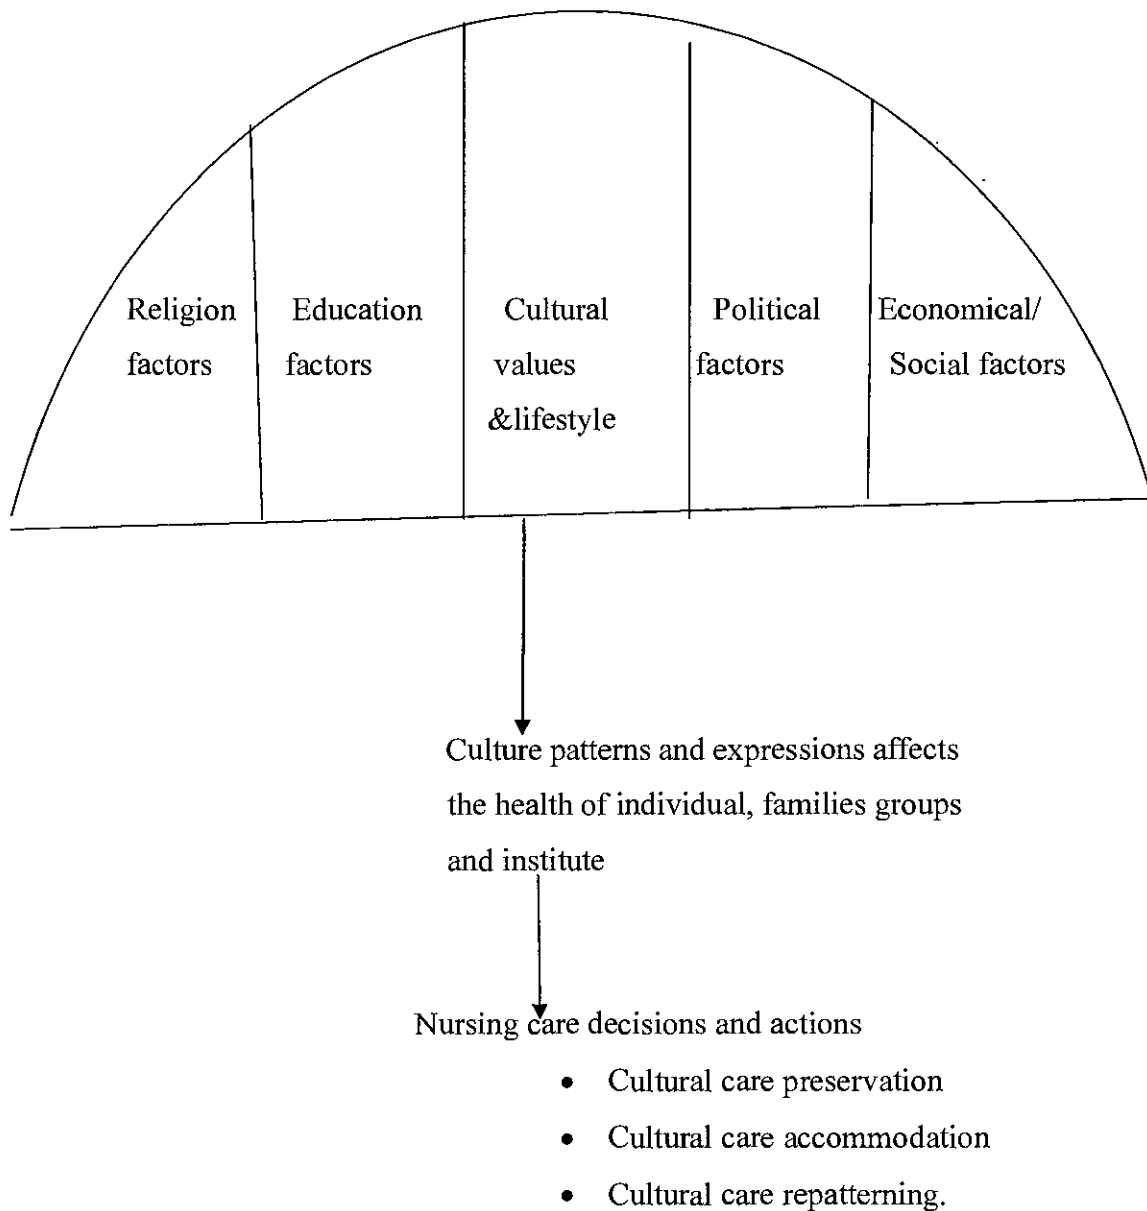 Religion factors
Education factors
Cultural values &lifestyle
Political factors
Economical/ Social factors
Culture patterns and expressions affects
the health of individual, families groups
and institute
Nursing care decisions and actions
• Cultural care preservation
• Cultural care accommodation
• Cultural care repatterning.